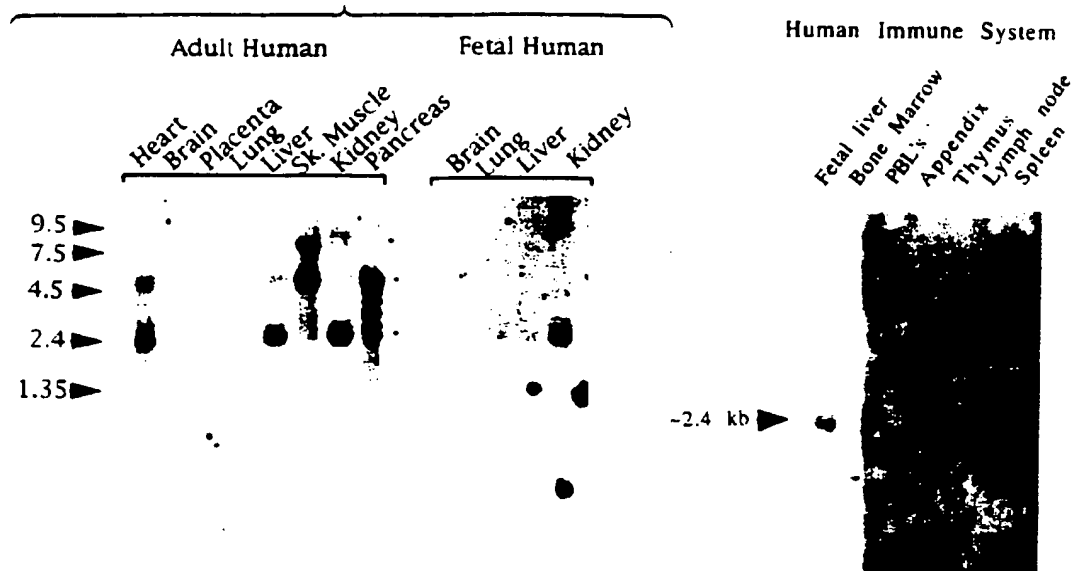 Adult Human
Fetal Human
Human Immune System
Heart
Brain
Placenta
Lung
Liver
Sk. Muscle
Kidney
Pancreas
Brain
Lung
Liver
Kidney
Fetal liver
Bone Marrow
PBL's
Appendix
Thymus
Lymph node
Spleen
9.5
7.5
4.5
2.4
1.35
~2.4 kb